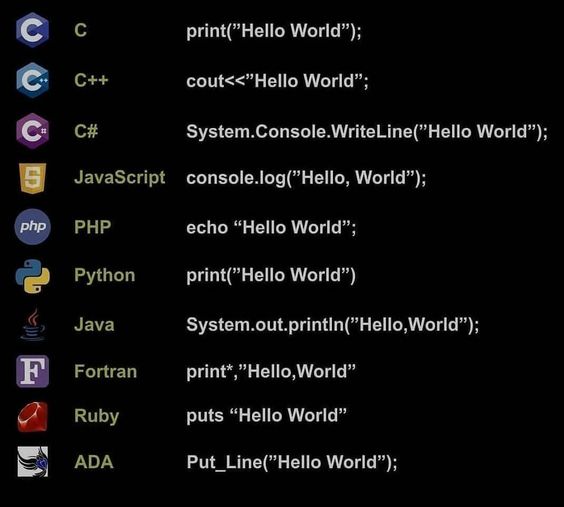 C C print(”Hello World”);
C++ C++ cout<<”Hello World”;
C# C# System.Console.WriteLine(”Hello World”);
5 JavaScript console.log(”Hello, World”);
php PHP echo “Hello World”;
Python print(”Hello World”)
Java System.out.println(”Hello,World”);
F Fortran print*,”Hello,World”
Ruby puts “Hello World”
ADA Put_Line(”Hello World”);